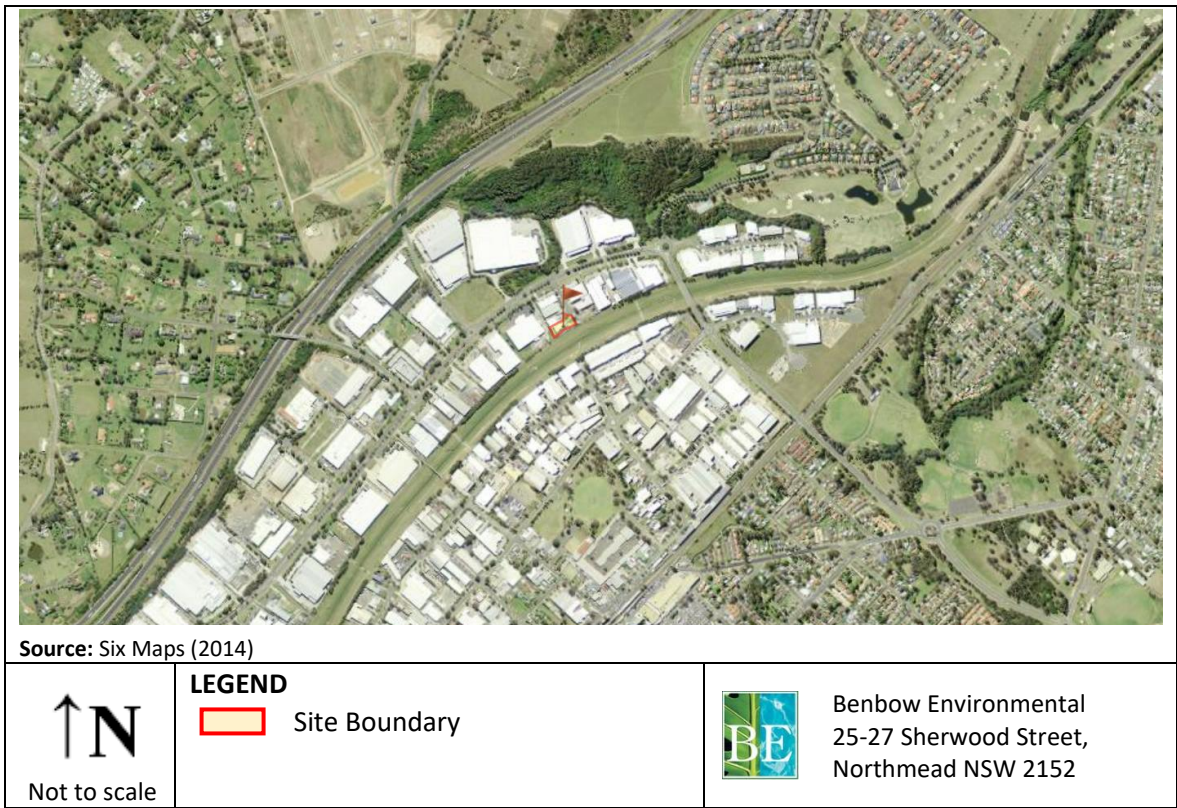 Source: Six Maps (2014)
N
Not to scale
LEGEND
Site Boundary
BE
Benbow Environmental
25-27 Sherwood Street,
Northmead NSW 2152